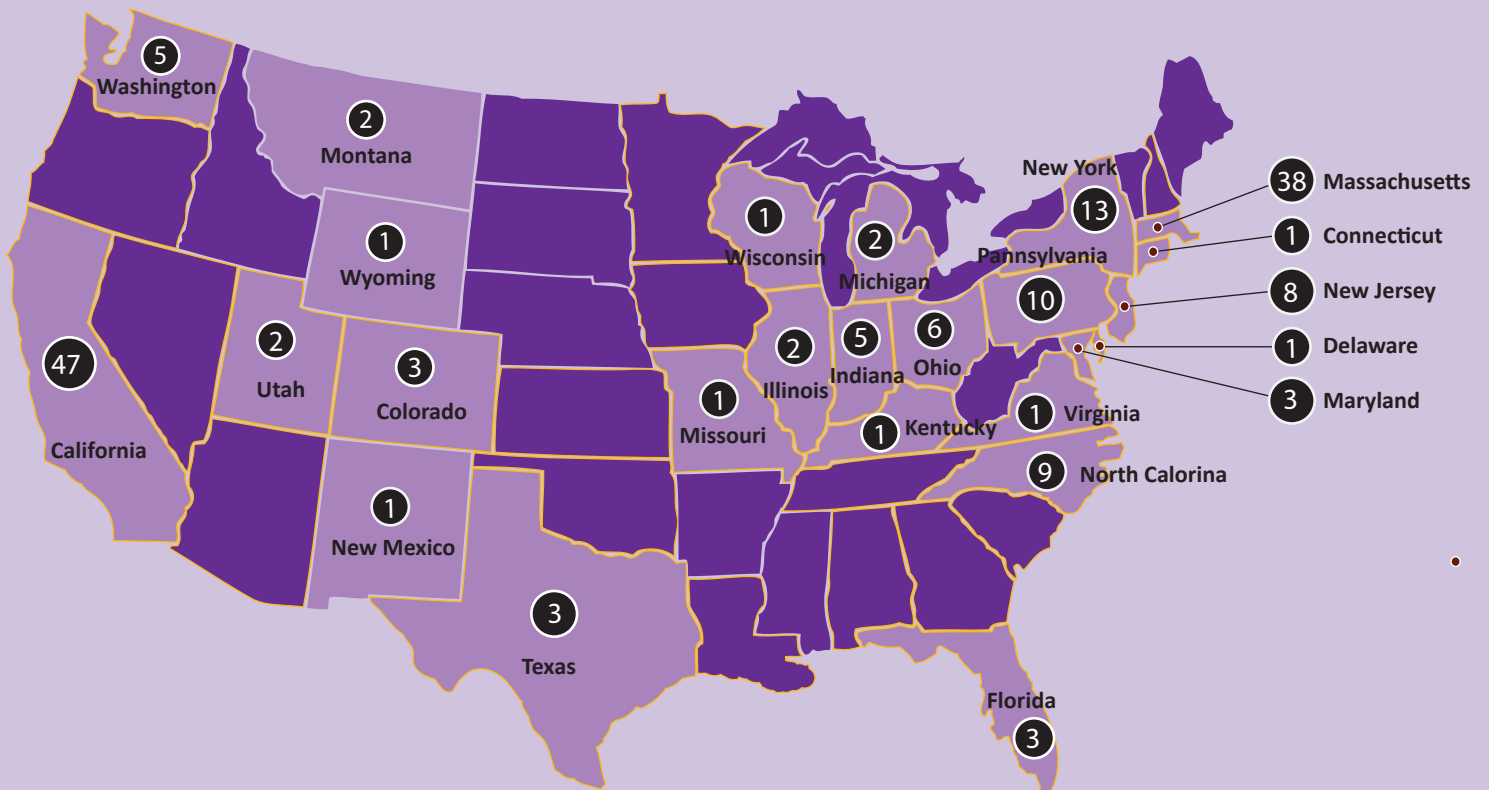 5
Washington
2
Montana
1
Wyoming
47
California
2
Utah
3
Colorado
1
New Mexico
3
Texas
1
Wisconsin
2
Michigan
2
Illinois
5
Indiana
6
Ohio
1
Missouri
1
Kentucky
New York
13
Pannsylvania
10
1
Virginia
9
North Calorina
Florida
3
38 Massachusetts
1 Connecticut
8 New Jersey
1 Delaware
3 Maryland